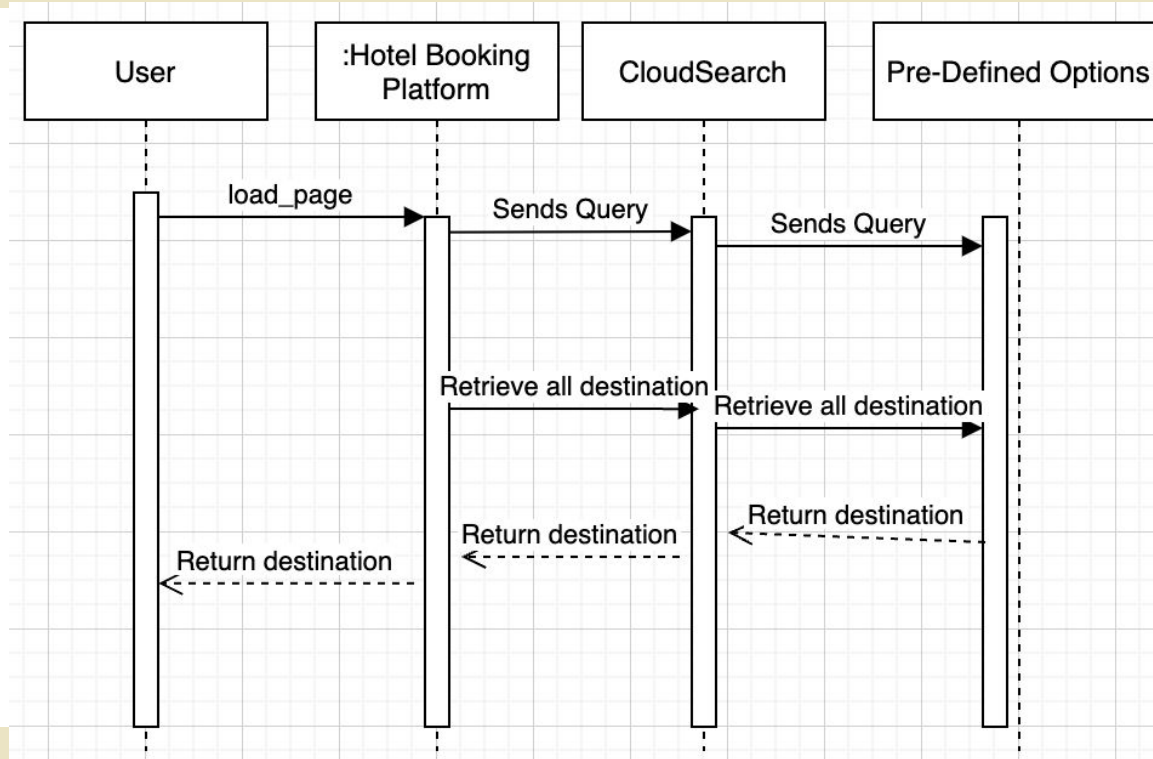 User
:Hotel Booking
Platform
CloudSearch
Pre-Defined Options
load_page
Sends Query
Sends Query
Retrieve all destination
Retrieve all destination
Return destination
Return destination
Return destination